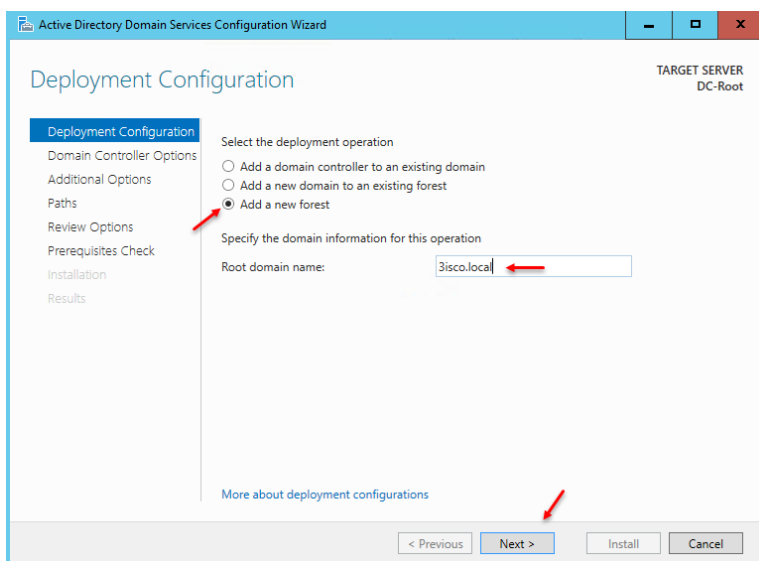 Active Directory Domain Services Configuration Wizard
Deployment Configuration
TARGET SERVER
DC-Root
Deployment Configuration
Domain Controller Options
Additional Options
Paths
Review Options
Prerequisites Check
Installation
Results
Select the deployment operation
Add a domain controller to an existing domain
Add a new domain to an existing forest
Add a new forest
Specify the domain information for this operation
Root domain name: 3isco.local
More about deployment configurations
< Previous Next > Install Cancel